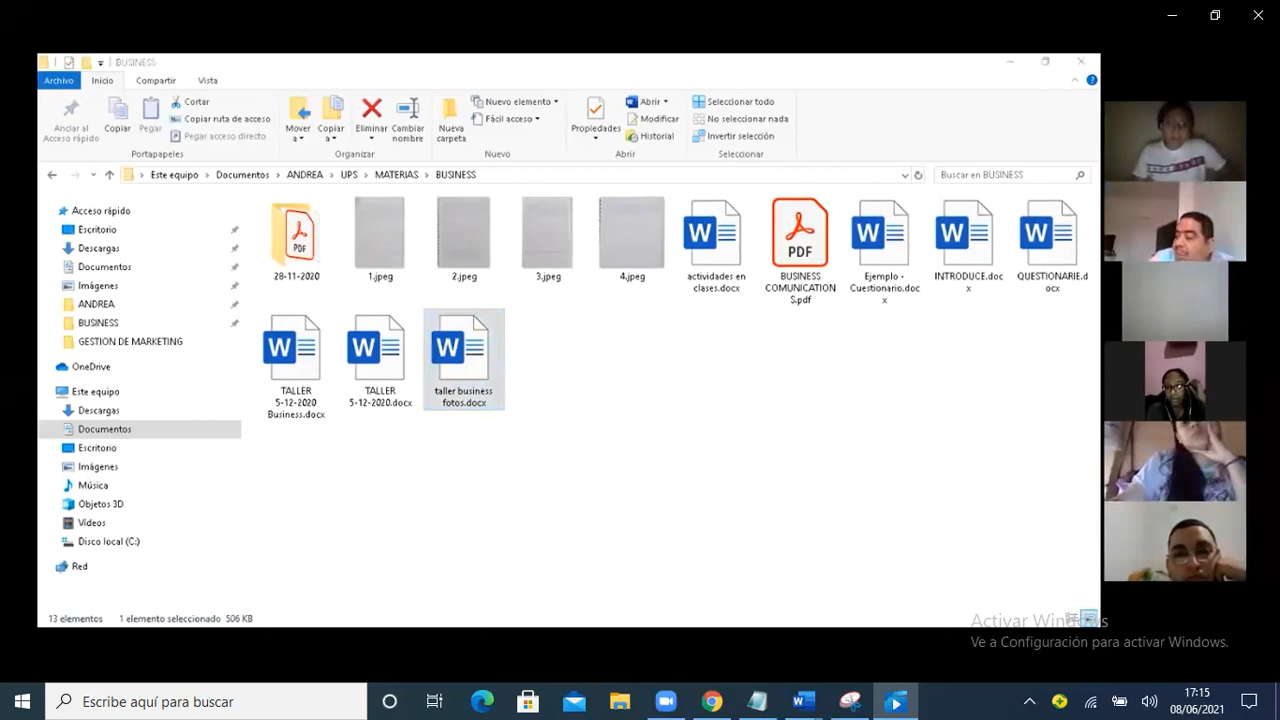 BUSINESS
Archivo Inicio Compartir Vista
Anclar al Acceso rápido
Copiar
Pegar
Cortar
Copiar ruta de acceso
Pegar acceso directo
Portapapeles
Mover a
Copiar a
Eliminar
Cambiar nombre
Organizar
Nueva carpeta
Nuevo elemento
Fácil acceso
Nuevo
Propiedades
Abrir
Modificar
Historial
Abrir
Seleccionar todo
No seleccionar nada
Invertir selección
Seleccionar
Este equipo > Documentos > ANDREA > UPS > MATERIAS > BUSINESS
Buscar en BUSINESS
Acceso rápido
Escritorio
Descargas
Documentos
Imágenes
ANDREA
BUSINESS
GESTION DE MARKETING
OneDrive
Este equipo
Descargas
Documentos
Escritorio
Imágenes
Música
Objetos 3D
Vídeos
Disco local (C:)
Red
PDF
28-11-2020
1.jpeg
2.jpeg
3.jpeg
4.jpeg
W
actividades en
clases.docx
PDF
BUSINESS
COMUNICATION
S.pdf
W
Ejemplo -
Cuestionario.doc
x
W
INTRODUCE.doc
x
W
QUESTIONARIE.d
ocx
W
TALLER
5-12-2020
Business.docx
W
TALLER
5-12-2020.docx
W
taller business
fotos.docx
13 elementos 1 elemento seleccionado 506 KB
Activar Windows
Ve a Configuración para activar Windows.
Escribe aquí para buscar
17:15
08/06/2021